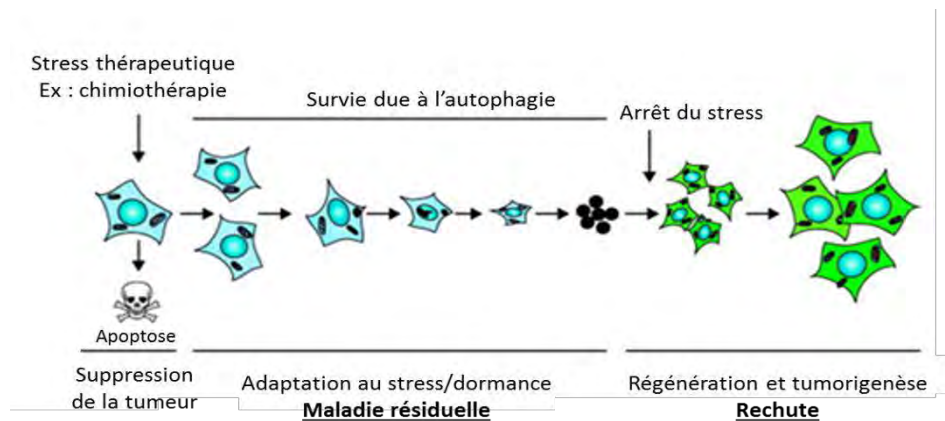 Stress thérapeutique
Ex : chimiothérapie
Survie due à l’autophagie
Arrêt du stress
Apoptose
Suppression
de la tumeur
Adaptation au stress/dormance
Maladie résiduelle
Régénération et tumorigenèse
Rechute